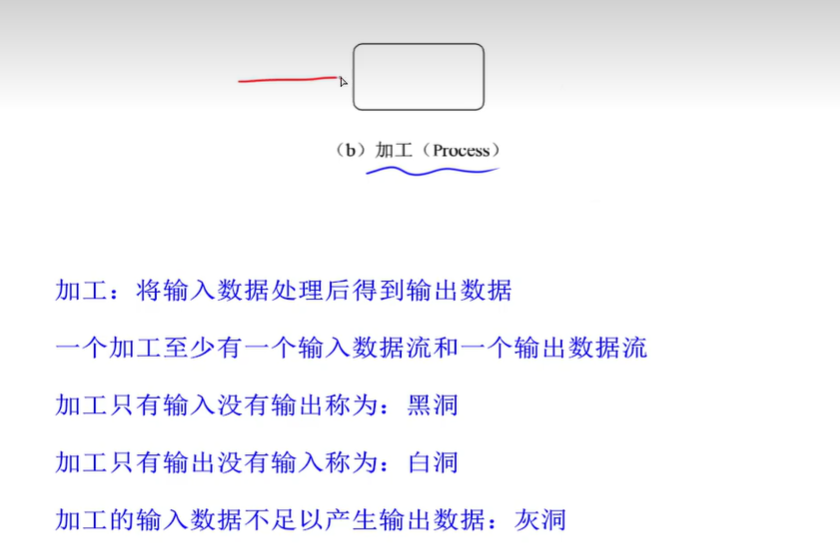 （b）加工（Process）
加工：将输入数据处理后得到输出数据
一个加工至少有一个输入数据流和一个输出数据流
加工只有输入没有输出称为：黑洞
加工只有输出没有输入称为：白洞
加工的输入数据不足以产生输出数据：灰洞